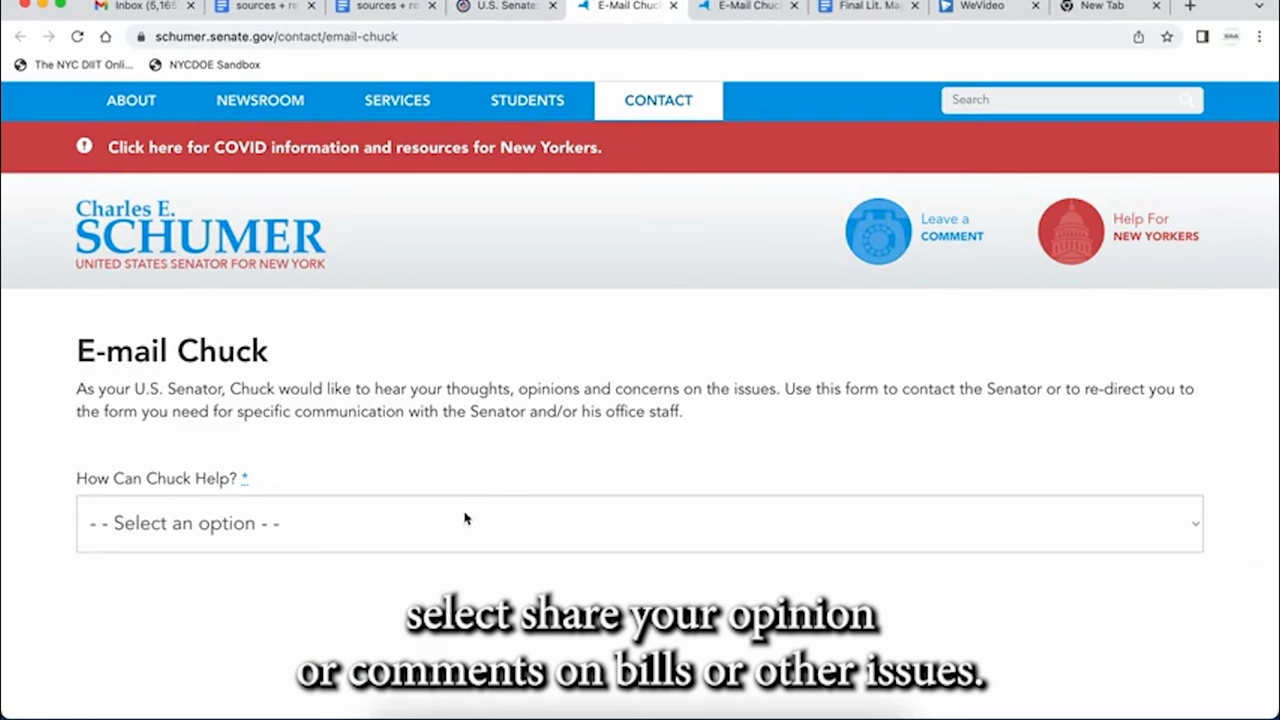 Inbox (5,165
sources + re
sources + re
U.S. Senate
E-Mail Chuc
E-Mail Chuc
Final Lit. Ma
WeVideo
New Tab
schumer.senate.gov/contact/email-chuck
The NYC DIIT Onli...
NYCDOE Sandbox
ABOUT
NEWSROOM
SERVICES
STUDENTS
CONTACT
Search
Click here for COVID information and resources for New Yorkers.
Charles E.
SCHUMER
UNITED STATES SENATOR FOR NEW YORK
Leave a
COMMENT
Help For
NEW YORKERS
E-mail Chuck
As your U.S. Senator, Chuck would like to hear your thoughts, opinions and concerns on the issues. Use this form to contact the Senator or to re-direct you to
the form you need for specific communication with the Senator and/or his office staff.
How Can Chuck Help? *
- - Select an option - -
select share your opinion
or comments on bills or other issues.